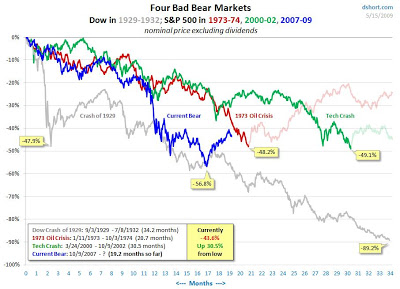 Four Bad Bear Markets
dshort.com
5/15/2009
Dow in 1929-1932; S&P 500 in 1973-74, 2000-02, 2007-09
nominal price excluding dividends
0%
-10%
-20%
-30%
-40%
-50%
-60%
-70%
-80%
-90%
-100%
Crash of 1929
Current Bear
1973 Oil Crisis
Tech Crash
-47.9%
-48.2%
-49.1%
-56.8%
-89.2%
Dow Crash of 1929: 9/3/1929 - 7/8/1932 (34.2 months)
1973 Oil Crisis: 1/11/1973 - 10/3/1974 (20.7 months)
Tech Crash: 3/24/2000 - 10/9/2002 (30.5 months)
Current Bear: 10/9/2007 - ? (19.2 months so far)
Currently
-43.6%
Up 30.5%
from low
0 1 2 3 4 5 6 7 8 9 10 11 12 13 14 15 16 17 18 19 20 21 22 23 24 25 26 27 28 29 30 31 32 33 34
<-- Months -->